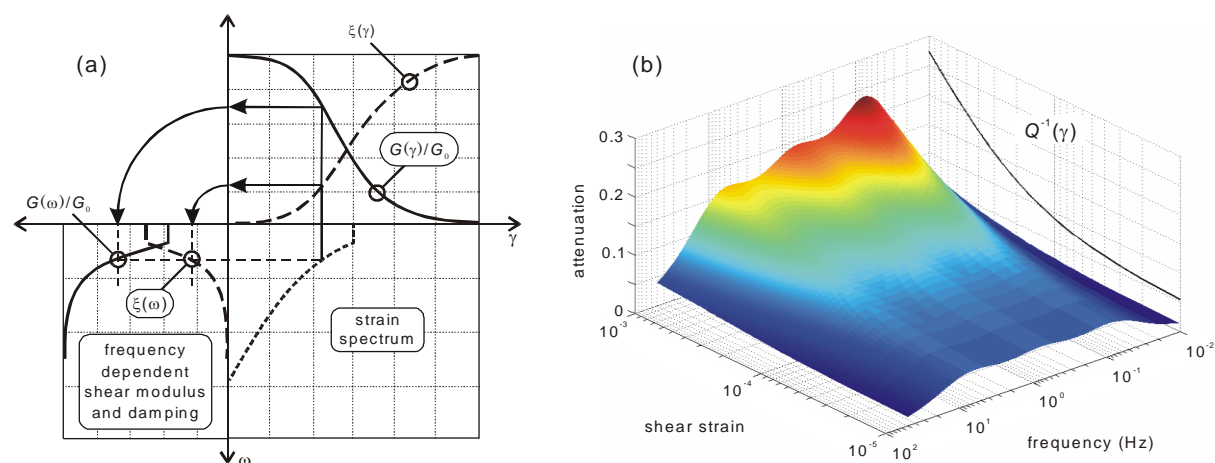 (a)
ξ(γ)
G(γ)/G₀
G(ω)/G₀
γ
ξ(ω)
strain
spectrum
frequency
dependent
shear modulus
and damping
ω
(b)
Q⁻¹(γ)
0.3
0.2
0.1
0
attenuation
10⁻³
10⁻⁴
10⁻⁵
shear strain
10²
10¹
10⁰
10⁻¹
10⁻²
frequency (Hz)